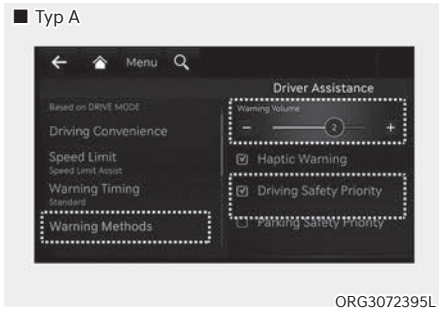 ■ Typ A
Menu
Driver Assistance
Based on DRIVE MODE
Driving Convenience
Speed Limit
Speed Limit Assist
Warning Timing
Standard
Warning Methods
Warning Volume
- 2 +
Haptic Warning
Driving Safety Priority
Parking Safety Priority
ORG3072395L